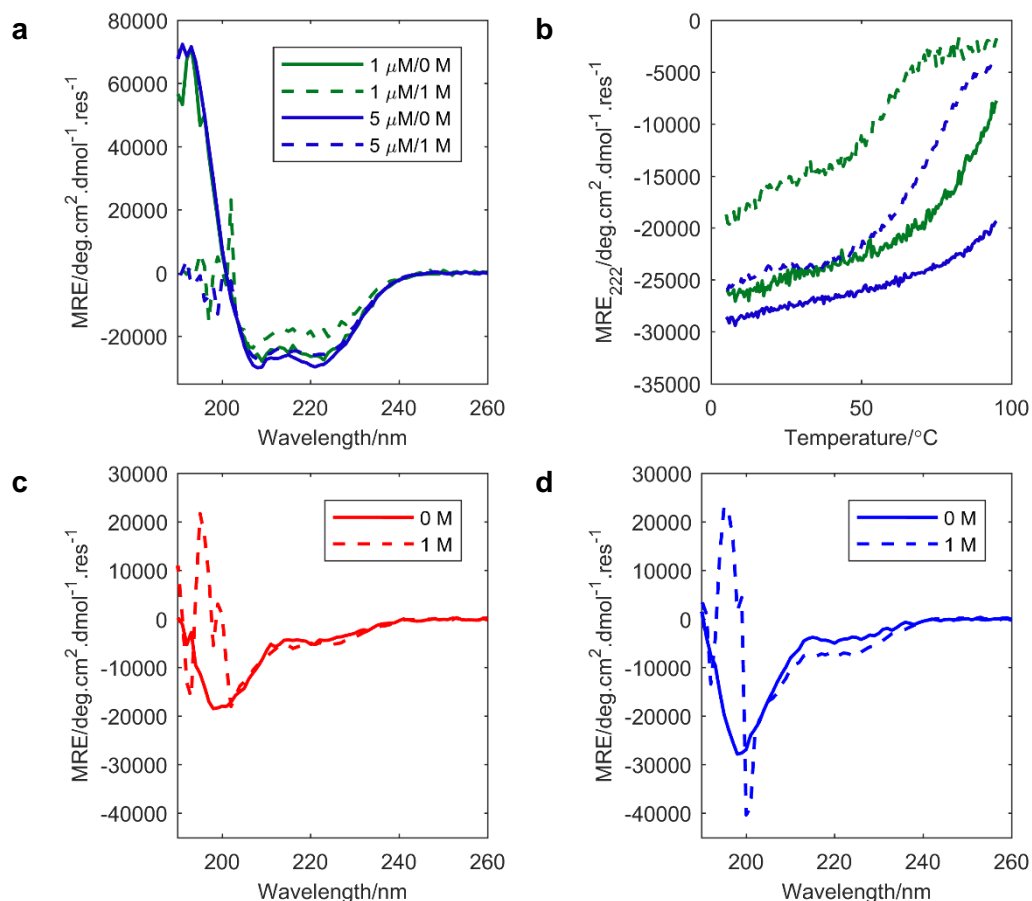 a
80000
60000
40000
20000
0
-20000
MRE/deg.cm².dmol⁻¹.res⁻¹
200
220
240
260
Wavelength/nm
1 μM/0 M
1 μM/1 M
5 μM/0 M
5 μM/1 M
b
0
-5000
-10000
-15000
-20000
-25000
-30000
-35000
MRE₂₂₂/deg.cm².dmol⁻¹.res⁻¹
0
50
100
Temperature/°C
c
30000
20000
10000
0
-10000
-20000
-30000
-40000
MRE/deg.cm².dmol⁻¹.res⁻¹
200
220
240
260
Wavelength/nm
0 M
1 M
d
30000
20000
10000
0
-10000
-20000
-30000
-40000
MRE/deg.cm².dmol⁻¹.res⁻¹
200
220
240
260
Wavelength/nm
0 M
1 M